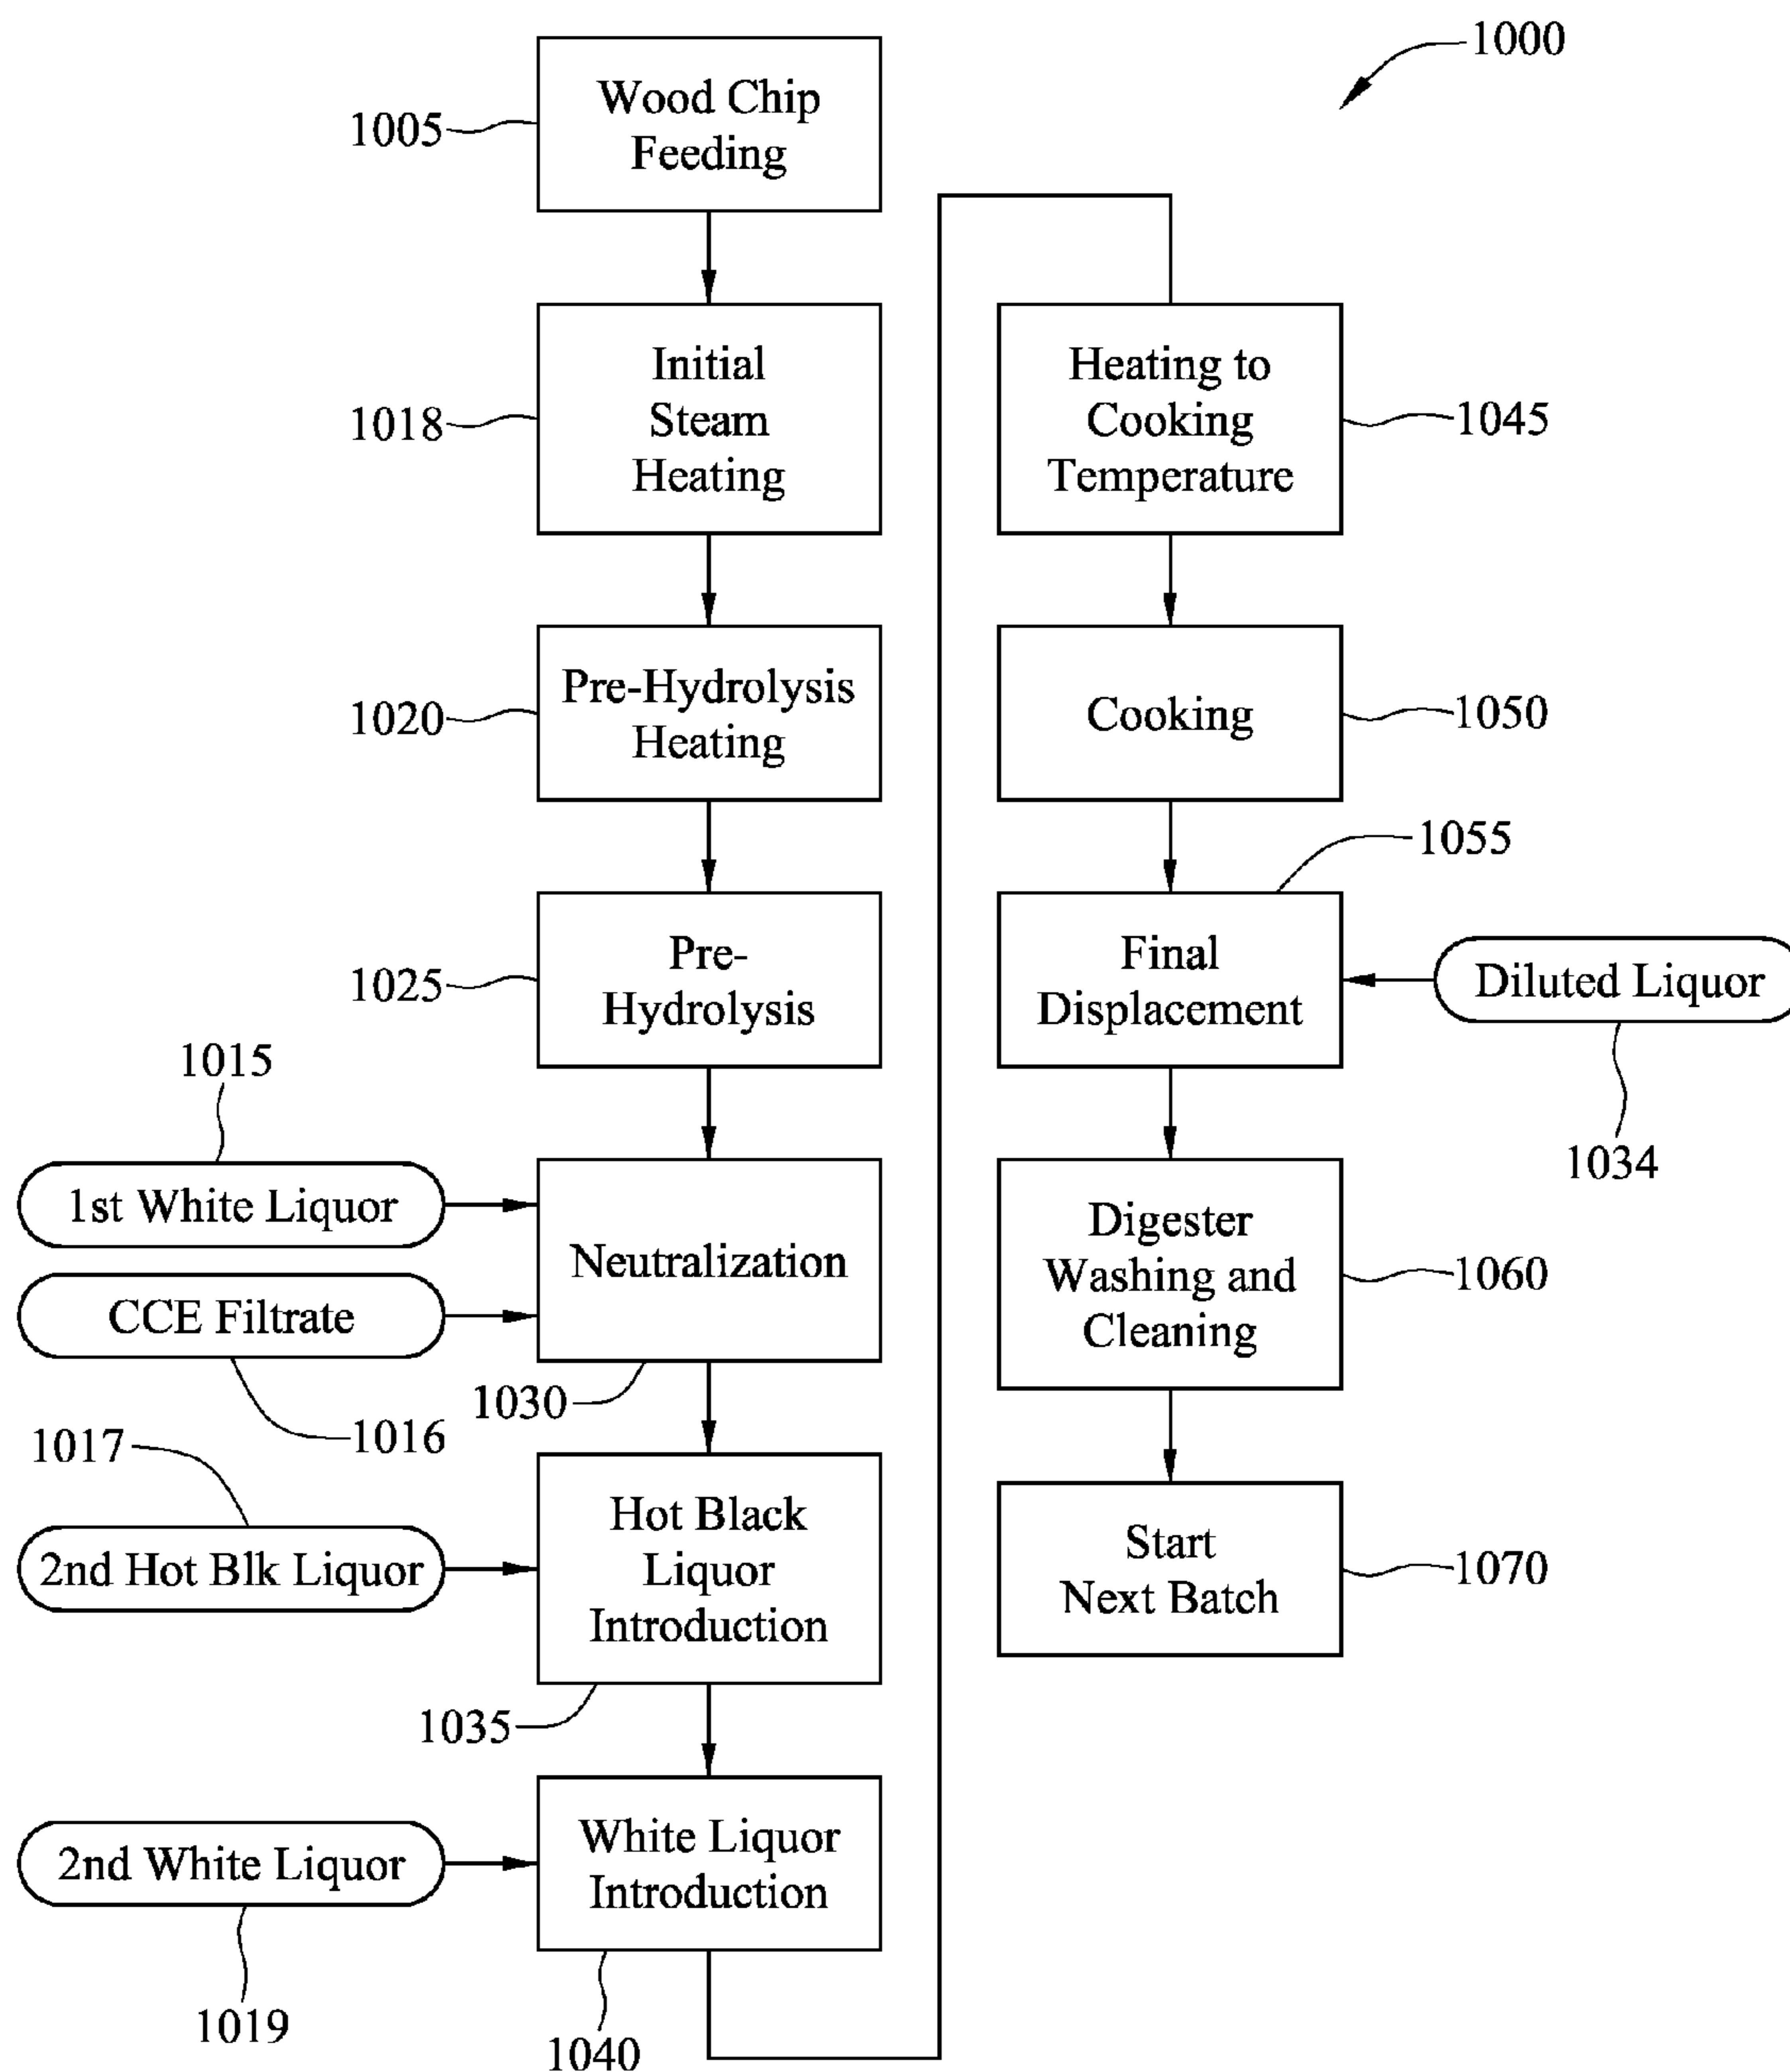 1000
Wood Chip
Feeding
1005
Initial
Steam
Heating
1018
Pre-Hydrolysis
Heating
1020
Pre-
Hydrolysis
1025
1015
1st White Liquor
CCE Filtrate
1016
Neutralization
1030
1017
2nd Hot Blk Liquor
Hot Black
Liquor
Introduction
1035
2nd White Liquor
1019
White Liquor
Introduction
1040
Heating to
Cooking
Temperature
1045
Cooking
1050
1055
Final
Displacement
Diluted Liquor
1034
Digester
Washing and
Cleaning
1060
Start
Next Batch
1070